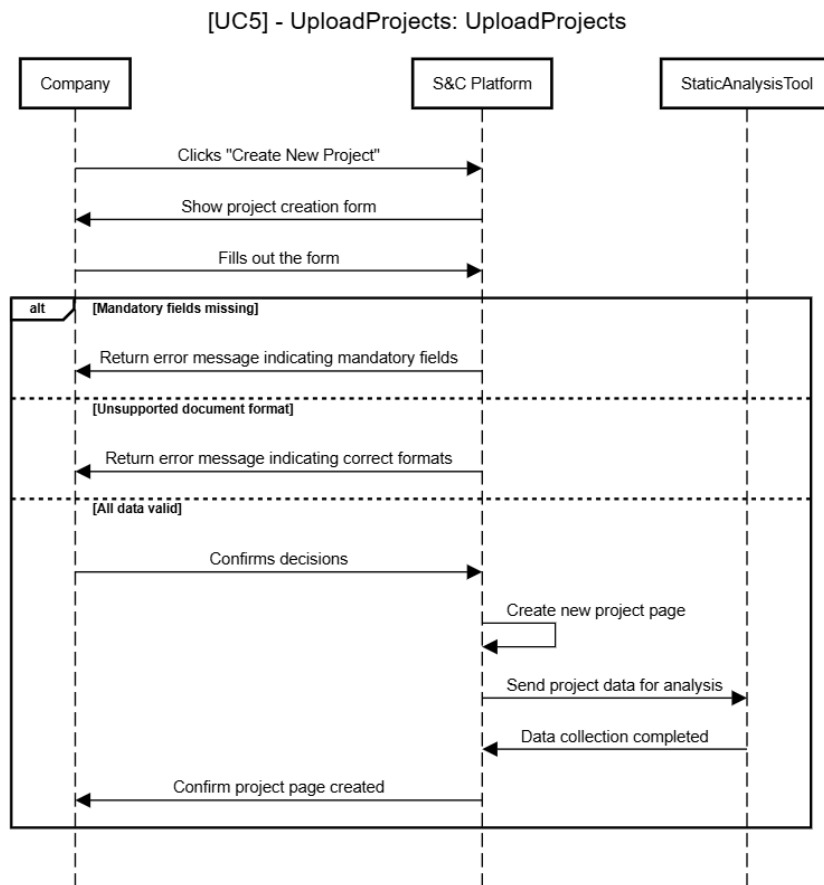 [UC5] - UploadProjects: UploadProjects
Company
S&C Platform
StaticAnalysisTool
Clicks "Create New Project"
Show project creation form
Fills out the form
alt
[Mandatory fields missing]
Return error message indicating mandatory fields
[Unsupported document format]
Return error message indicating correct formats
[All data valid]
Confirms decisions
Create new project page
Send project data for analysis
Data collection completed
Confirm project page created